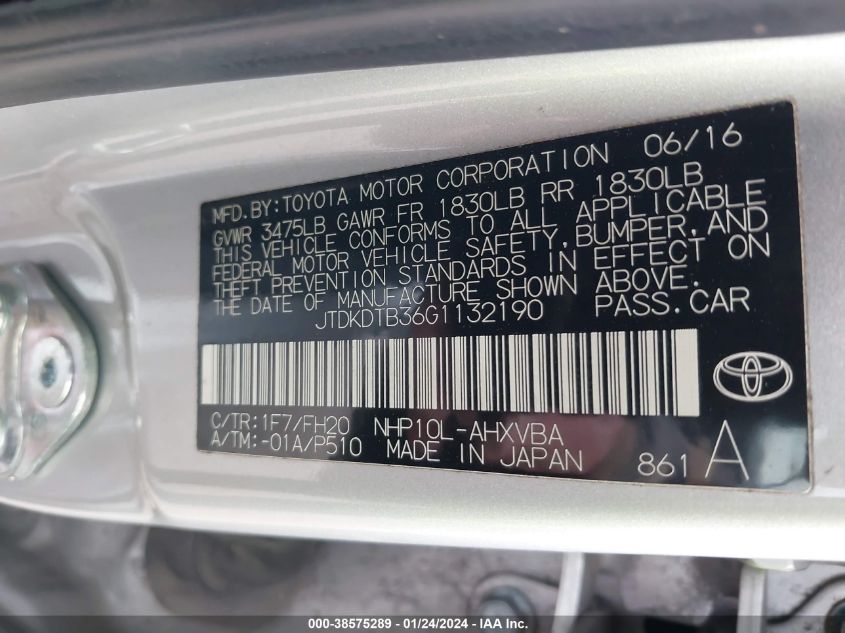 MFD. BY: TOYOTA MOTOR CORPORATION 06/16
GVWR 3475LB GAWR FR 1830LB RR 1830LB
THIS VEHICLE CONFORMS TO ALL APPLICABLE
FEDERAL MOTOR VEHICLE SAFETY, BUMPER, AND
THEFT PREVENTION STANDARDS IN EFFECT ON
THE DATE OF MANUFACTURE SHOWN ABOVE.
JTDKDTB36G1132190 PASS. CAR
C/TR: 1F7/FH20 NHP10L-AHXVBA
A/TM: -01A/P510 MADE IN JAPAN 861 A
000-38575289 - 01/24/2024 - IAA Inc.